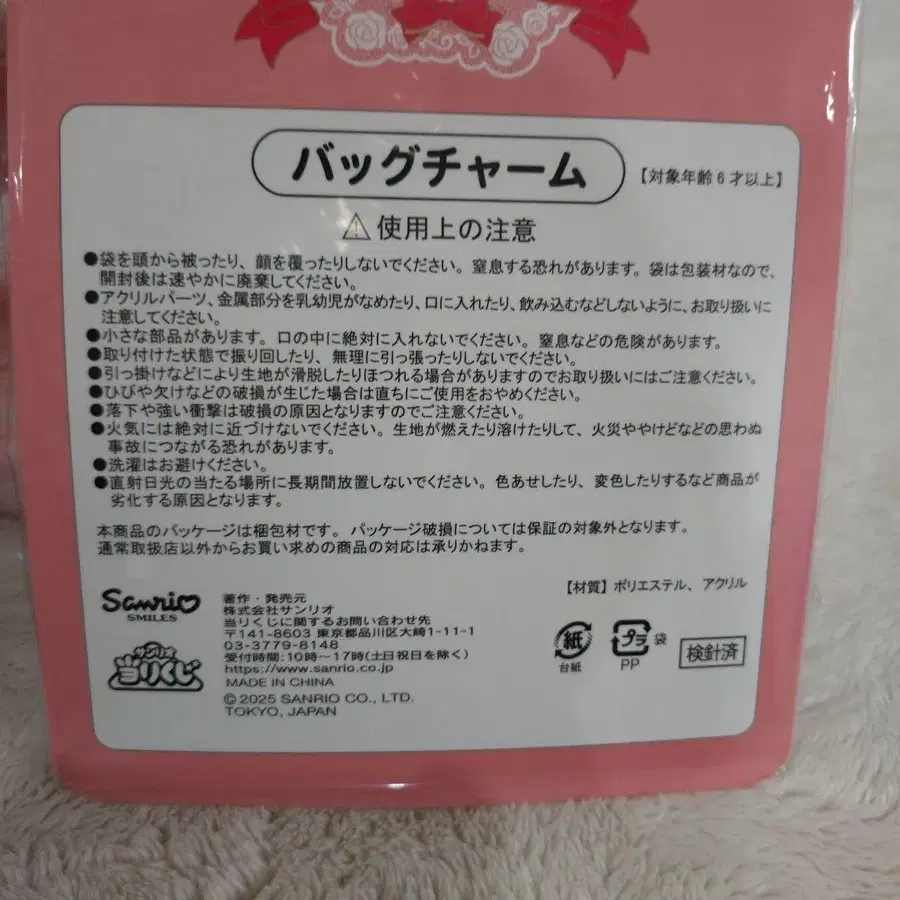 バッグチャーム
【対象年齢6才以上】
⚠使用上の注意
●袋を頭から被ったり、顔を覆ったりしないでください。窒息する恐れがあります。袋は包装材なので、
開封後は速やかに廃棄してください。
●アクリルパーツ、金属部分を乳幼児がなめたり、口に入れたり、飲み込むなどしないように、お取り扱いに
注意してください。
●小さな部品があります。口の中に絶対に入れないでください。窒息などの危険があります。
●取り付けた状態で振り回したり、無理に引っ張ったりしないでください。
●引っ掛けなどにより生地が滑脱したりほつれる場合がありますのでお取り扱いにはご注意ください。
●ひびや欠けなどの破損が生じた場合は直ちにご使用をおやめください。
●落下や強い衝撃は破損の原因となりますのでご注意ください。
●火気には絶対に近づけないでください。生地が燃えたり溶けたりして、火災ややけどなどの思わぬ
事故につながる恐れがあります。
●洗濯はお避けください。
●直射日光の当たる場所に長期間放置しないでください。色あせしたり、変色したりするなど商品が
劣化する原因となります。
本商品のパッケージは梱包材です。パッケージ破損については保証の対象外となります。
通常取扱店以外からお買い求めの商品の対応は承りかねます。
【材質】ポリエステル、アクリル
Sanrio
SMILES
サンリオ
当りくじ
著作・発売元
株式会社サンリオ
当りくじに関するお問い合わせ先
〒141-8603 東京都品川区大崎1-11-1
03-3779-8148
受付時間:10時〜17時(土日祝日を除く)
https://www.sanrio.co.jp
MADE IN CHINA
© 2025 SANRIO CO., LTD.
TOKYO, JAPAN
紙
台紙
プラ 袋
PP
検針済